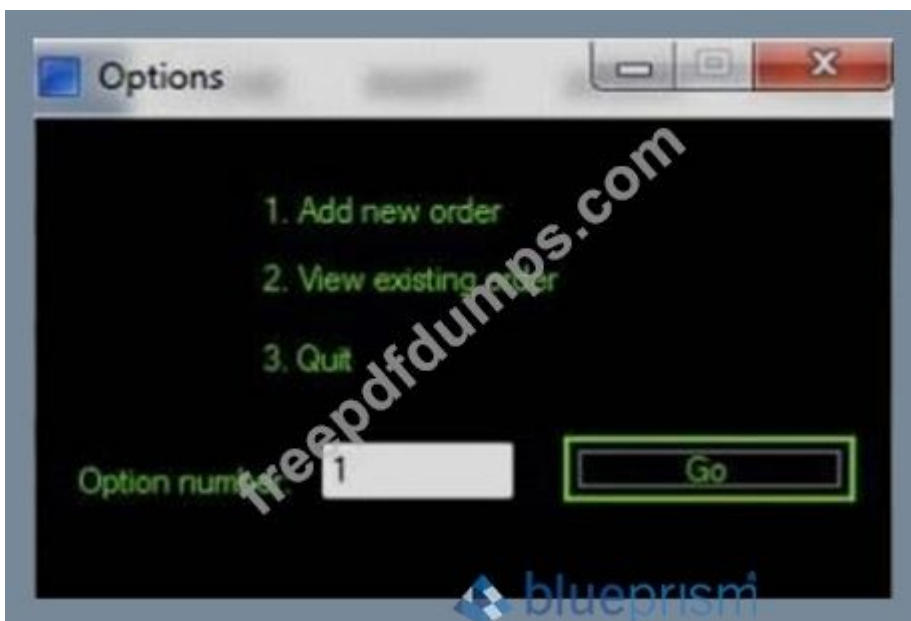 Options
1. Add new order
2. View existing order
3. Quit
Option number:
1
Go
freepdfdumps.com
blueprism